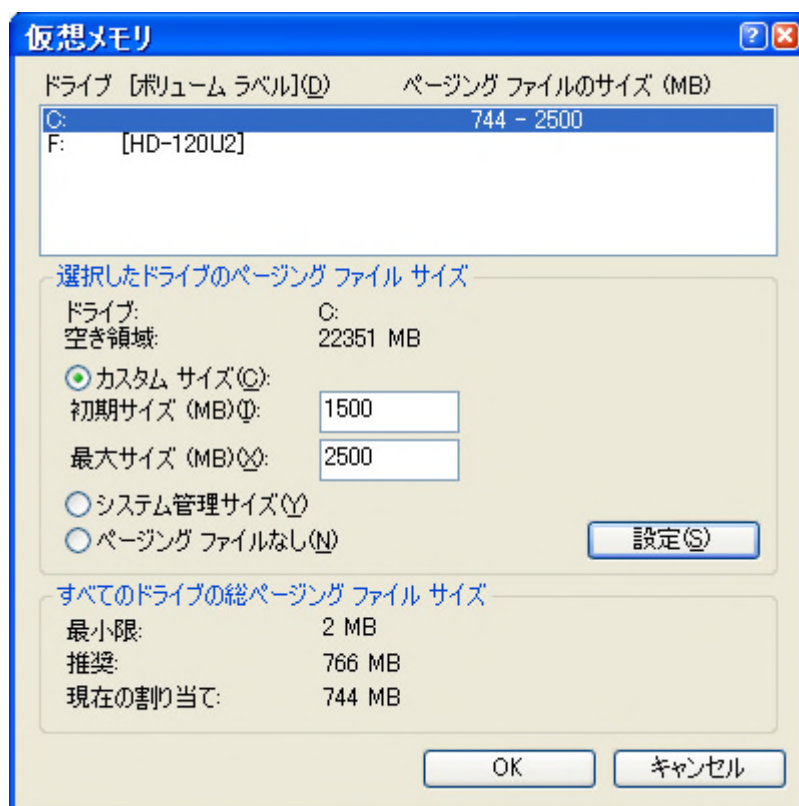 仮想メモリ
ドライブ [ボリューム ラベル](D) ページング ファイルのサイズ (MB)
C: 744 - 2500
F: [HD-120U2]
選択したドライブのページング ファイル サイズ
ドライブ: C:
空き領域: 22351 MB
カスタム サイズ(C):
初期サイズ (MB)(I): 1500
最大サイズ (MB)(X): 2500
システム管理サイズ(Y)
ページング ファイルなし(N)
設定(S)
すべてのドライブの総ページング ファイル サイズ
最小限: 2 MB
推奨: 766 MB
現在の割り当て: 744 MB
OK キャンセル